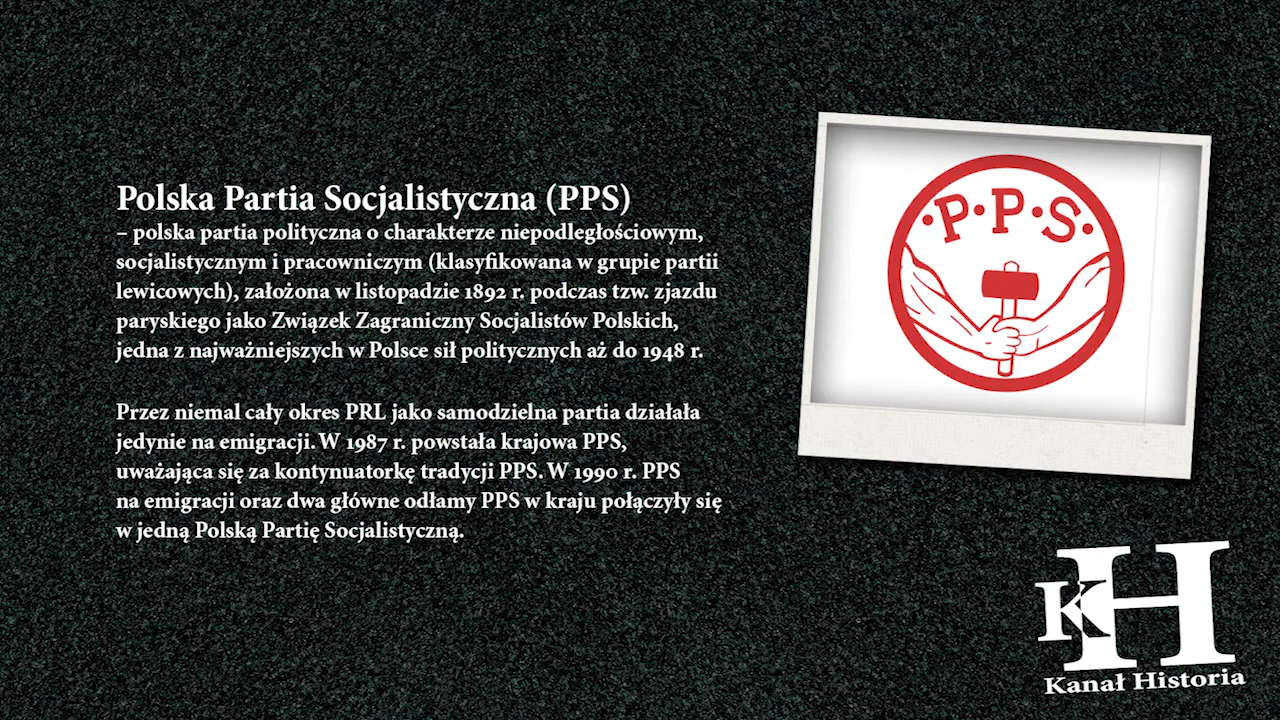 Polska Partia Socjalistyczna (PPS)
– polska partia polityczna o charakterze niepodległościowym,
socjalistycznym i pracowniczym (klasyfikowana w grupie partii
lewicowych), założona w listopadzie 1892 r. podczas tzw. zjazdu
paryskiego jako Związek Zagraniczny Socjalistów Polskich,
jedna z najważniejszych w Polsce sił politycznych aż do 1948 r.
Przez niemal cały okres PRL jako samodzielna partia działała
jedynie na emigracji. W 1987 r. powstała krajowa PPS,
uważająca się za kontynuatorkę tradycji PPS. W 1990 r. PPS
na emigracji oraz dwa główne odłamy PPS w kraju połączyły się
w jedną Polską Partię Socjalistyczną.
·P·P·S·
KH
Kanał Historia